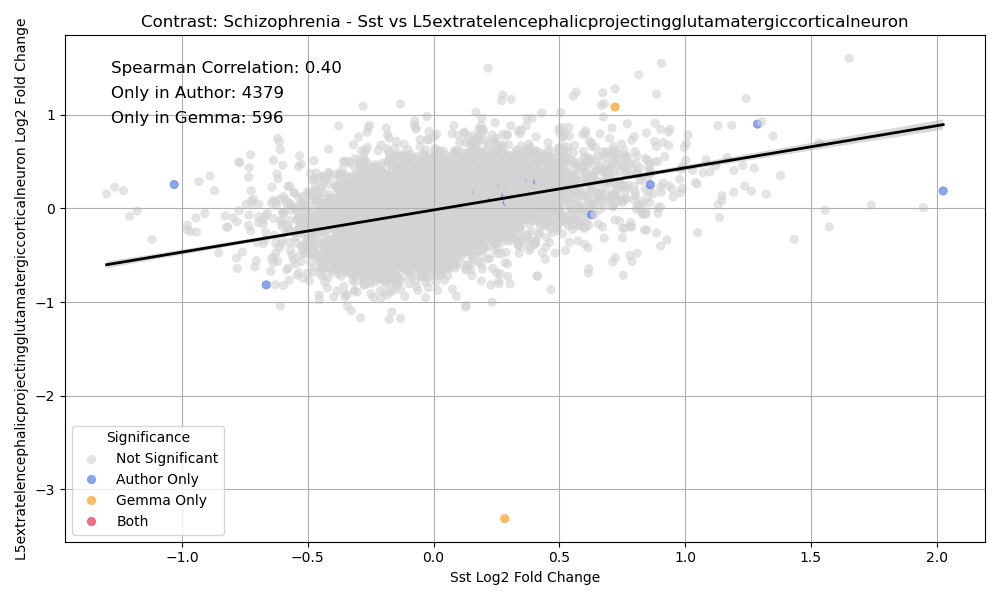 Contrast: Schizophrenia - Sst vs L5extratelencephalicprojectingglutamatergiccorticalneuron
L5extratelencephalicprojectingglutamatergiccorticalneuron Log2 Fold Change
Spearman Correlation: 0.40
Only in Author: 4379
Only in Gemma: 596
1
0
−1
−2
−3
Significance
Not Significant
Author Only
Gemma Only
Both
−1.0 −0.5 0.0 0.5 1.0 1.5 2.0
Sst Log2 Fold Change